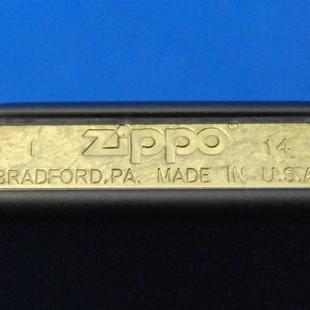 I zippo 14
BRADFORD, PA. MADE IN U.S.A